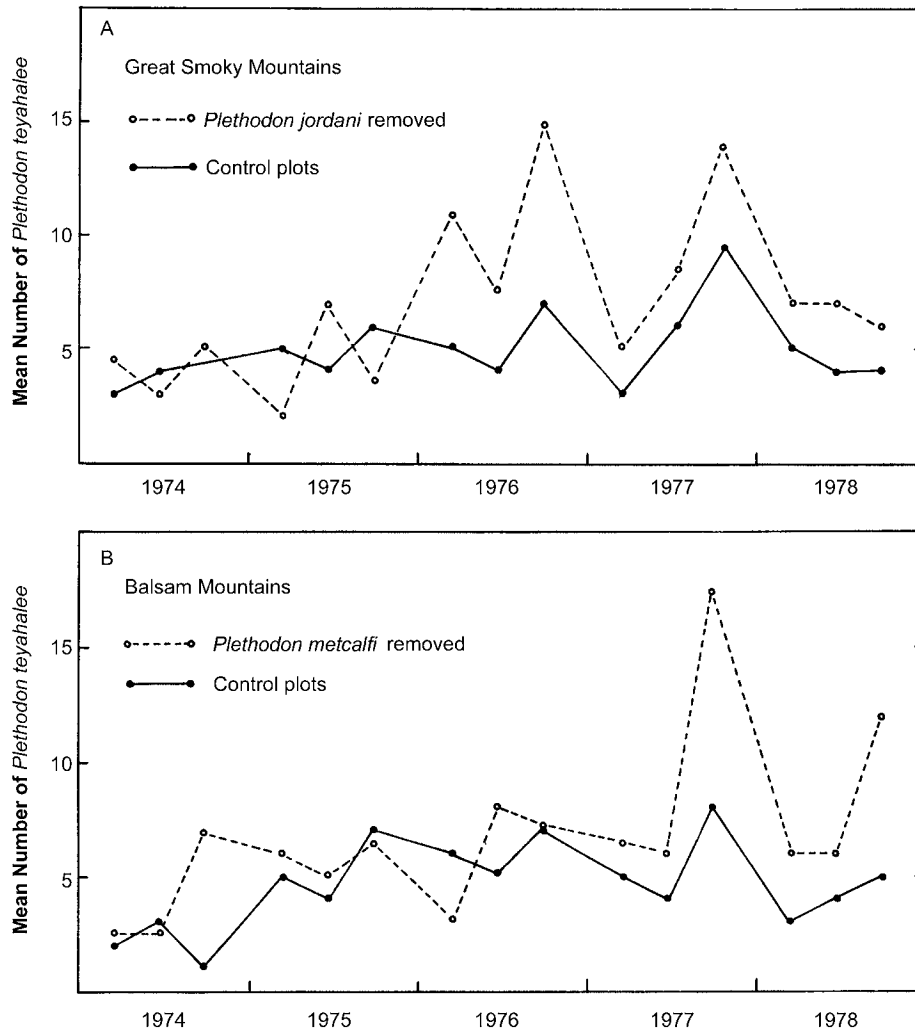 A
Great Smoky Mountains
Plethodon jordani removed
Control plots
Mean Number of Plethodon teyahalee
15
10
5
1974 1975 1976 1977 1978
B
Balsam Mountains
Plethodon metcalfi removed
Control plots
Mean Number of Plethodon teyahalee
15
10
5
1974 1975 1976 1977 1978